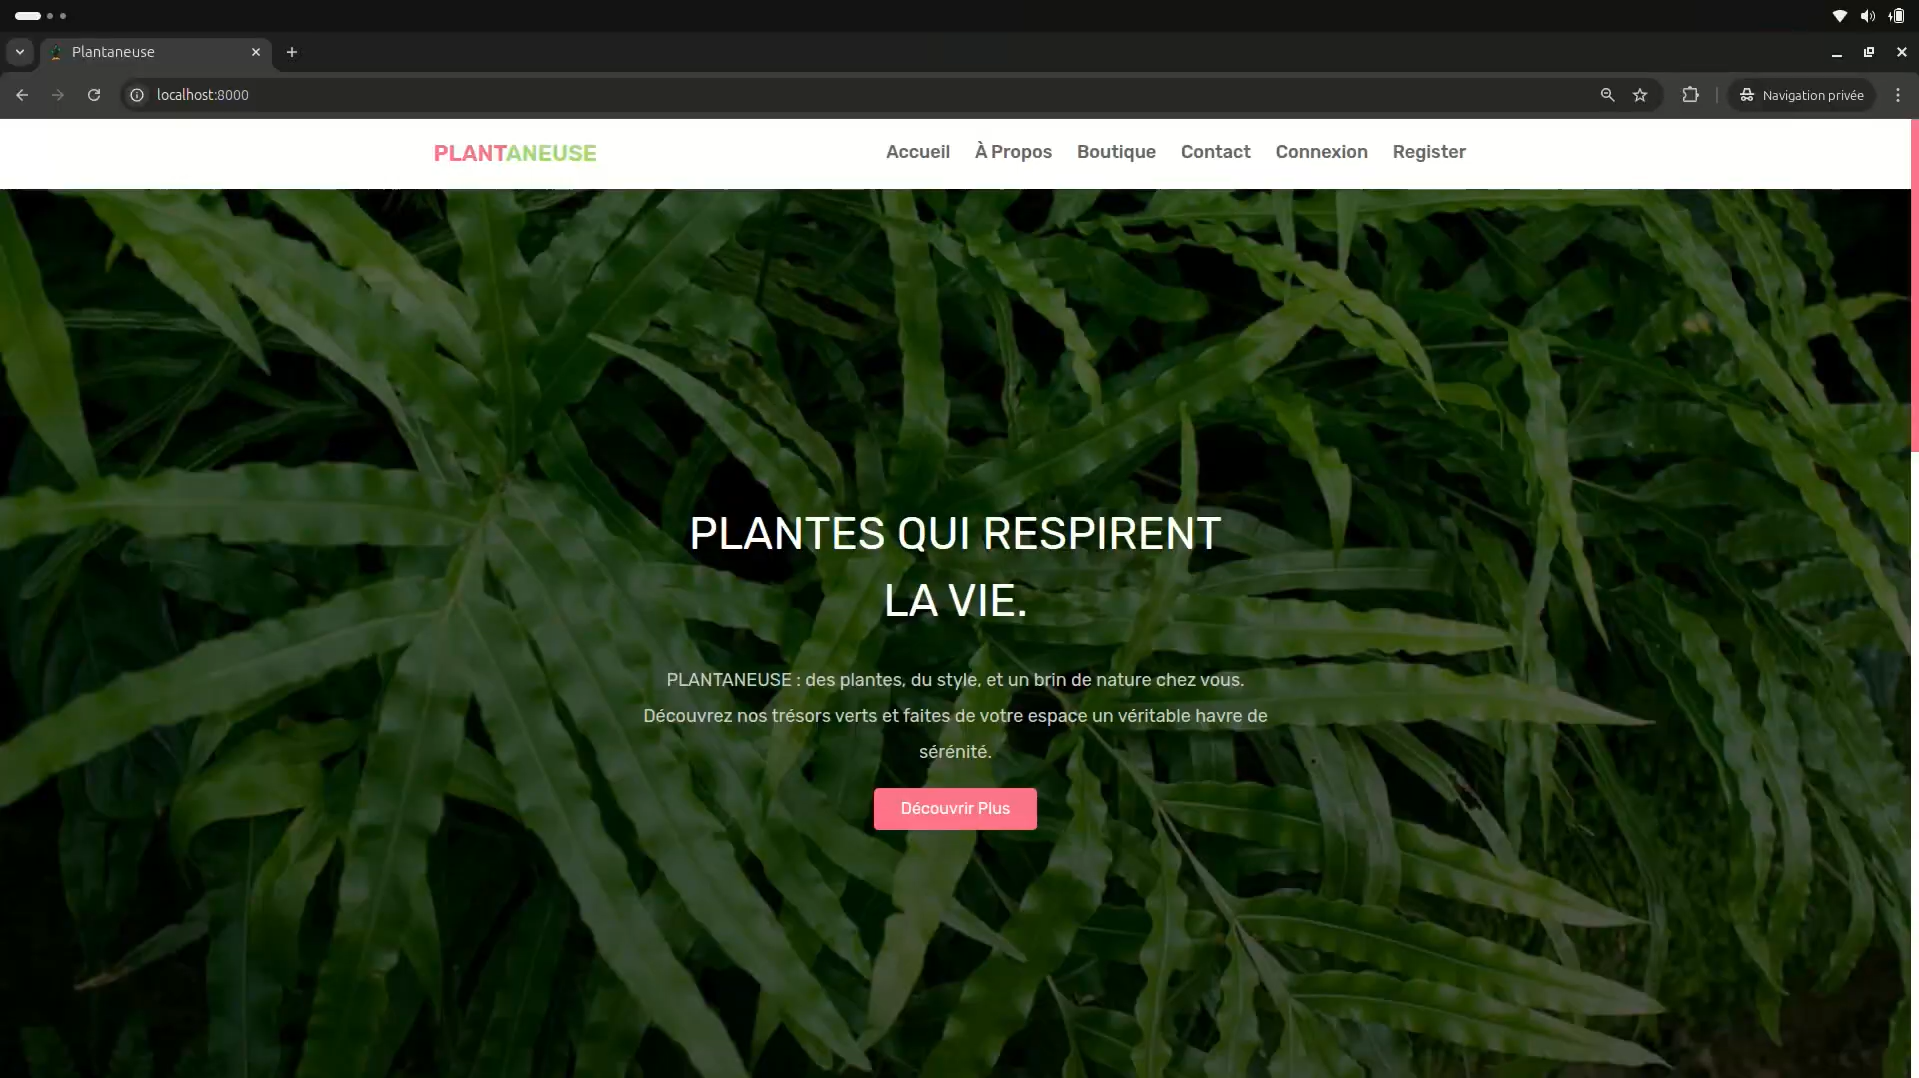 Plantaneuse
localhost:8000
Navigation privée
PLANTANEUSE
Accueil À Propos Boutique Contact Connexion Register
PLANTES QUI RESPIRENT
LA VIE.
PLANTANEUSE : des plantes, du style, et un brin de nature chez vous.
Découvrez nos trésors verts et faites de votre espace un véritable havre de
sérénité.
Découvrir Plus